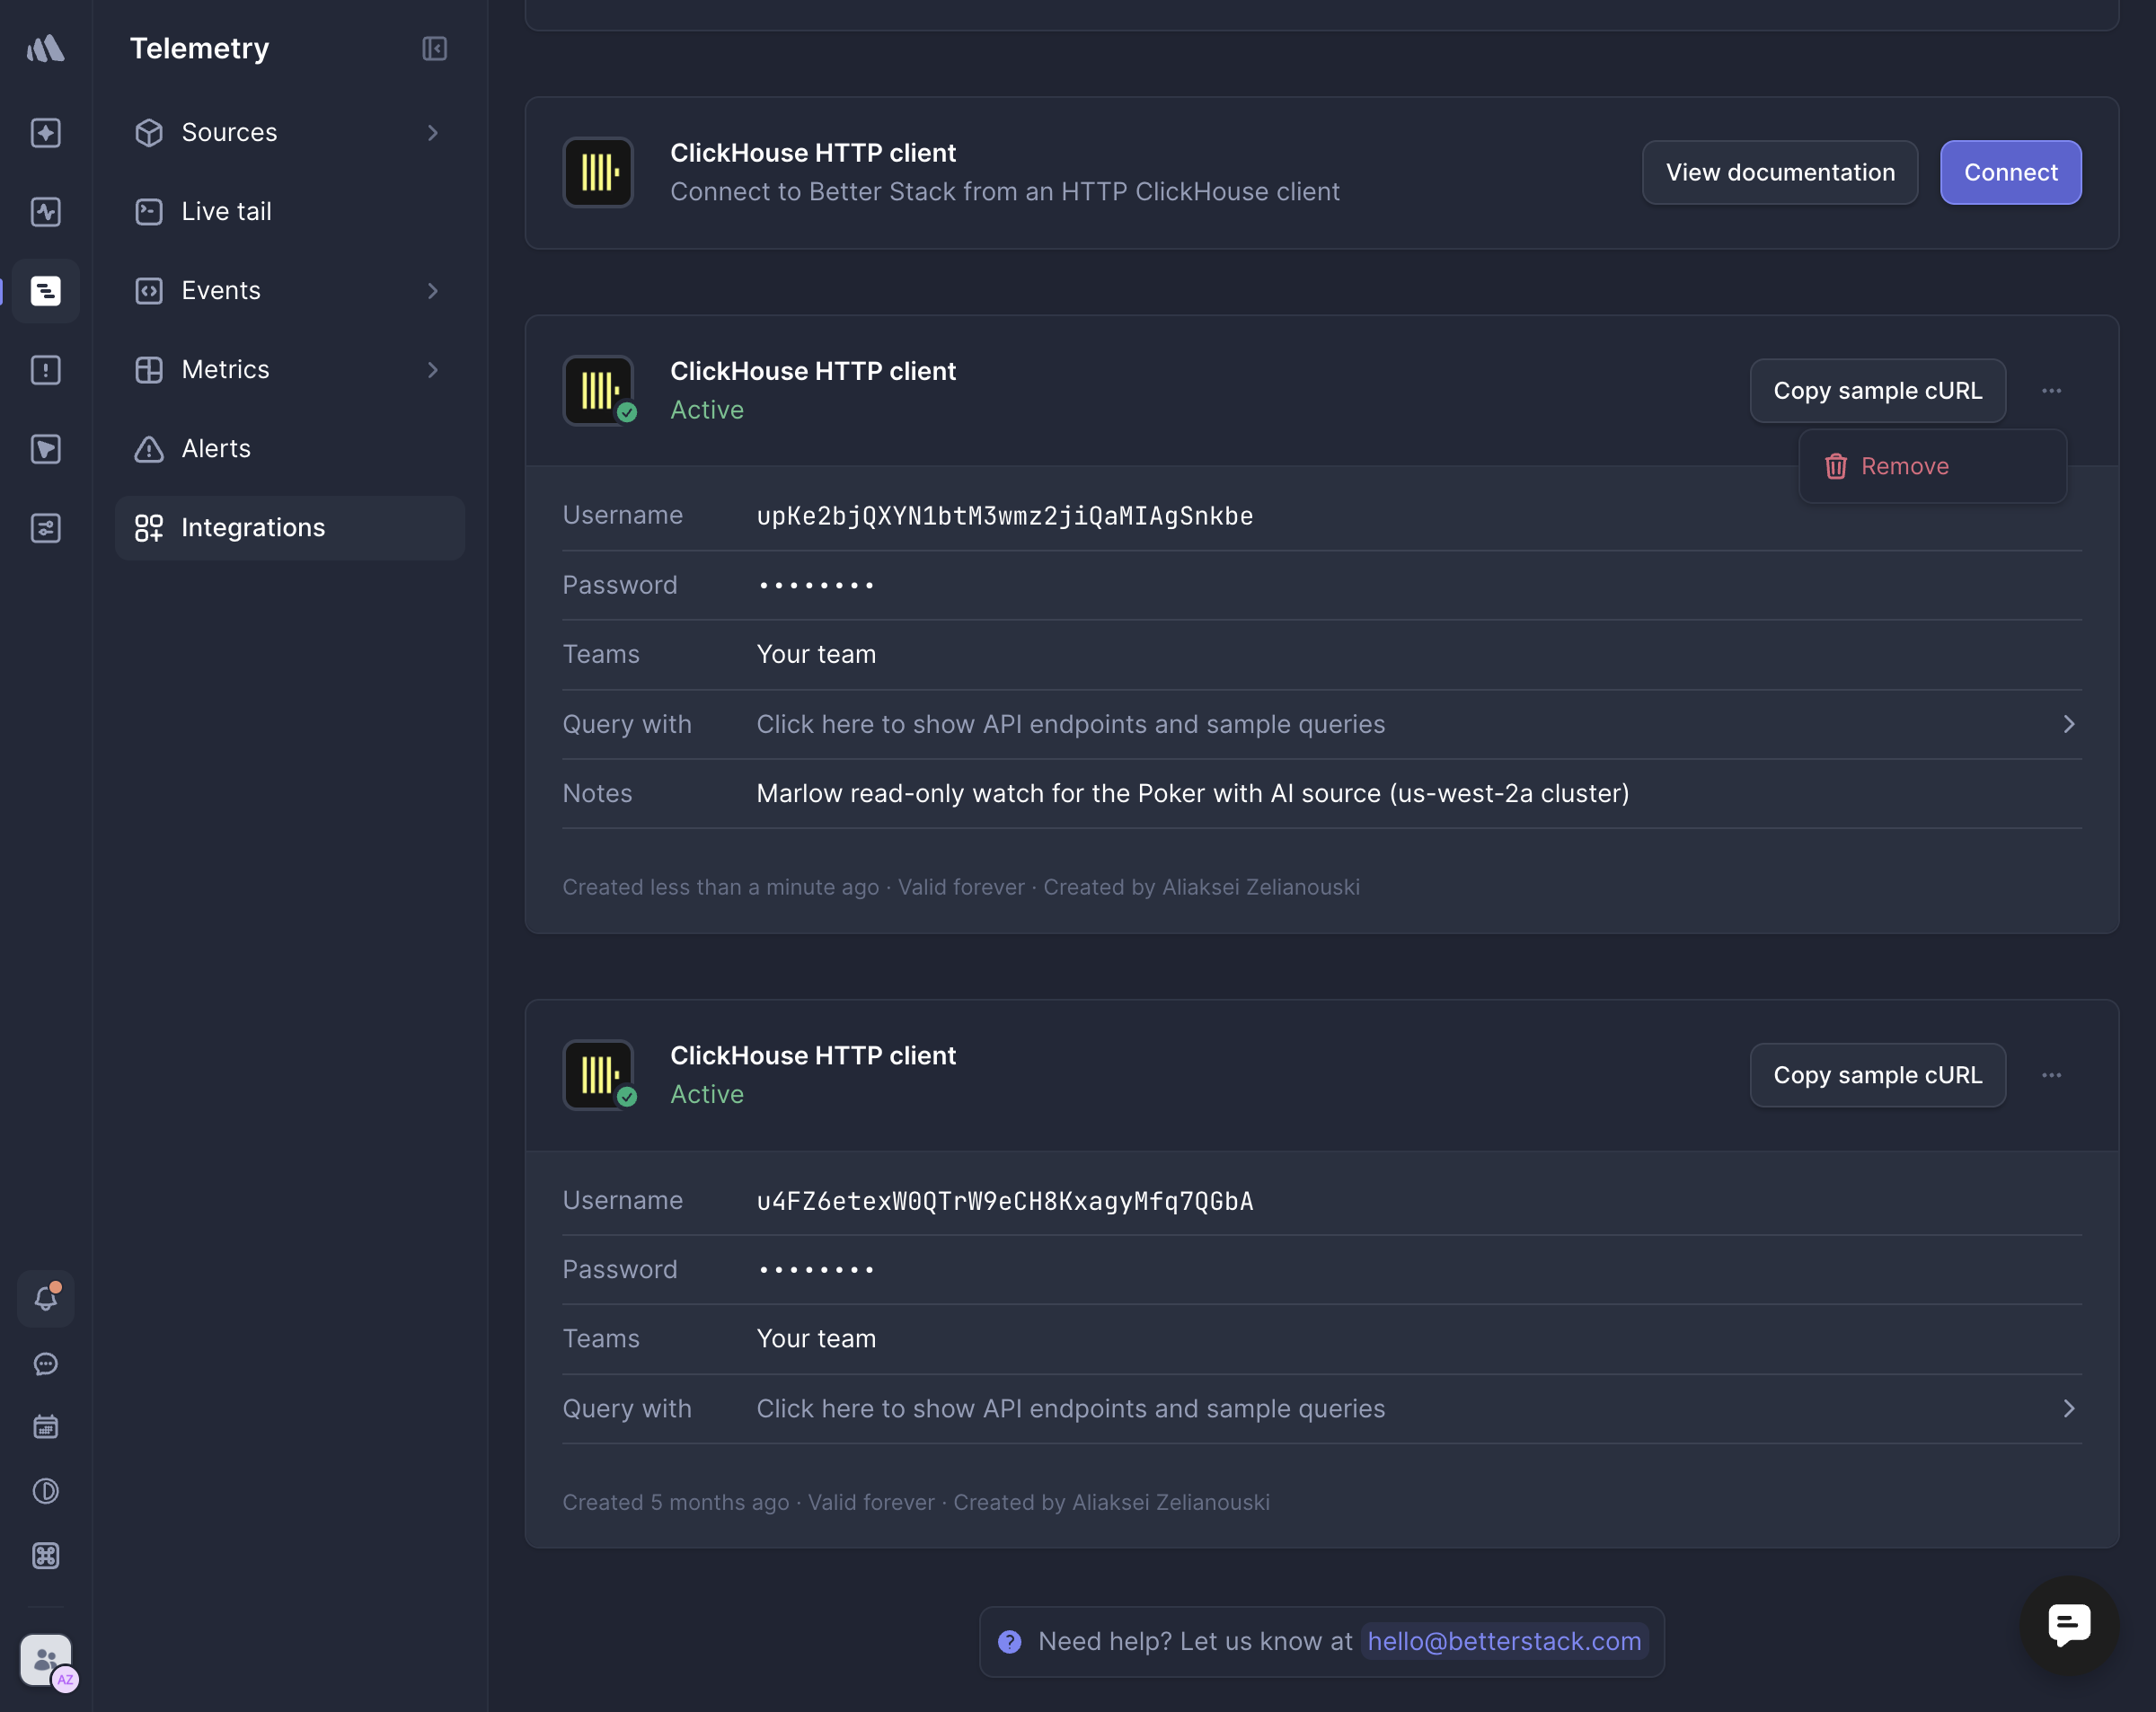 Telemetry
Sources
Live tail
Events
Metrics
Alerts
Integrations
AZ
ClickHouse HTTP client
Connect to Better Stack from an HTTP ClickHouse client
View documentation
Connect
ClickHouse HTTP client
Active
Copy sample cURL
Remove
Username upKe2bjQXYN1btM3wmz2jiQaMIAgSnkbe
Password ••••••••
Teams Your team
Query with Click here to show API endpoints and sample queries
Notes Marlow read-only watch for the Poker with AI source (us-west-2a cluster)
Created less than a minute ago · Valid forever · Created by Aliaksei Zelianouski
ClickHouse HTTP client
Active
Copy sample cURL
Username u4FZ6etexW0QTrW9eCH8KxagyMfq7QGbA
Password ••••••••
Teams Your team
Query with Click here to show API endpoints and sample queries
Created 5 months ago · Valid forever · Created by Aliaksei Zelianouski
Need help? Let us know at hello@betterstack.com